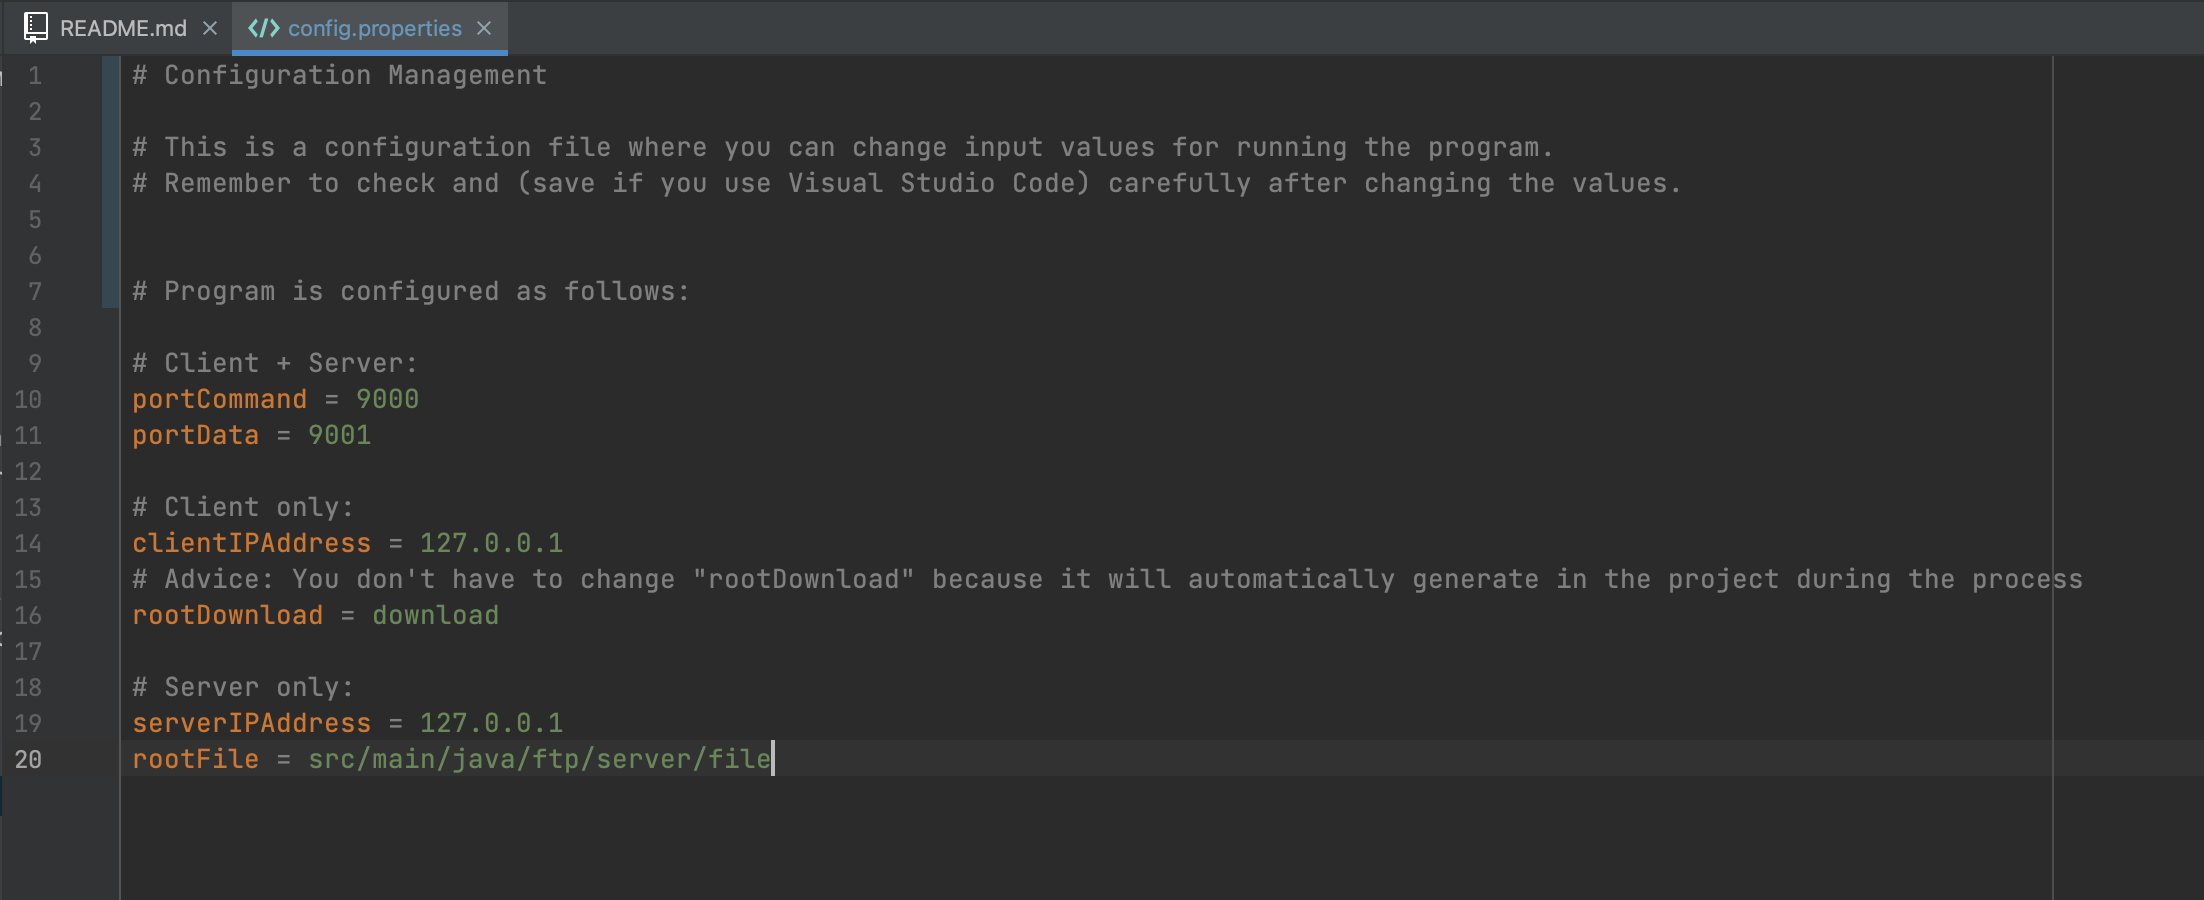 README.md
config.properties
1 # Configuration Management
2
3 # This is a configuration file where you can change input values for running the program.
4 # Remember to check and (save if you use Visual Studio Code) carefully after changing the values.
5
6
7 # Program is configured as follows:
8
9 # Client + Server:
10 portCommand = 9000
11 portData = 9001
12
13 # Client only:
14 clientIPAddress = 127.0.0.1
15 # Advice: You don't have to change "rootDownload" because it will automatically generate in the project during the process
16 rootDownload = download
17
18 # Server only:
19 serverIPAddress = 127.0.0.1
20 rootFile = src/main/java/ftp/server/file